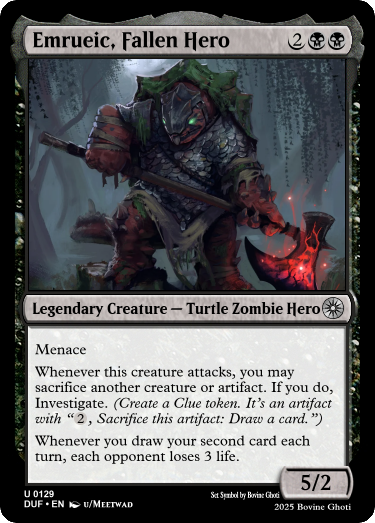 Emrueic, Fallen Hero 2
Legendary Creature — Turtle Zombie Hero
Menace
Whenever this creature attacks, you may
sacrifice another creature or artifact. If you do,
Investigate. (Create a Clue token. It's an artifact
with “2, Sacrifice this artifact: Draw a card.”)
Whenever you draw your second card each
turn, each opponent loses 3 life.
5/2
U 0129
DUF • EN u/Meetwad
Set Symbol by Bovine Ghoti
2025 Bovine Ghoti